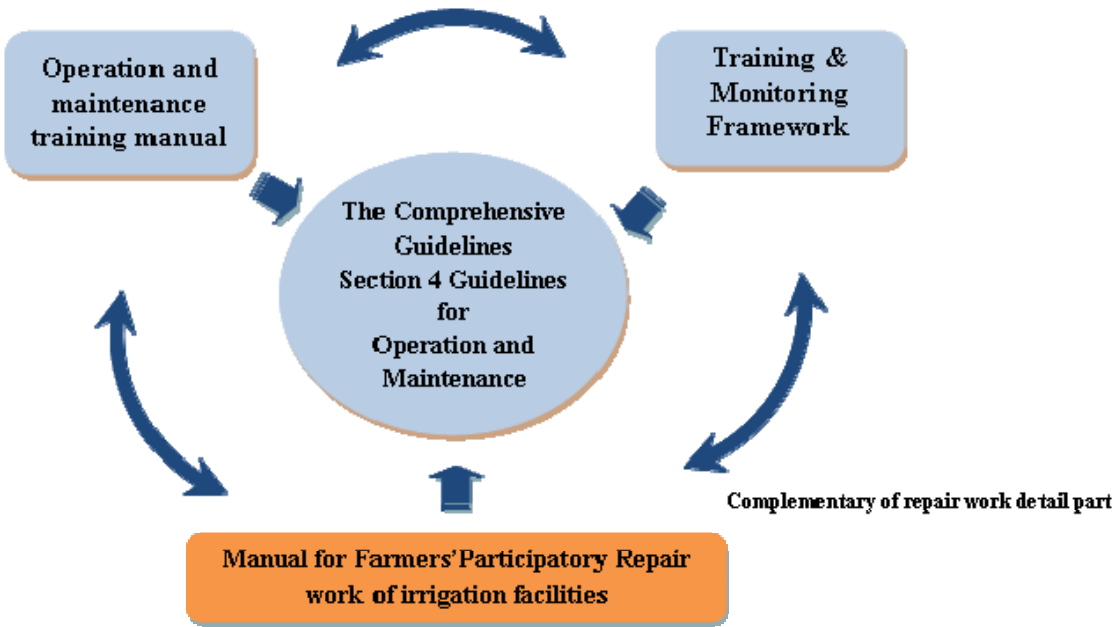 Operation and
maintenance
training manual
Training &
Monitoring
Framework
The Comprehensive
Guidelines
Section 4 Guidelines
for
Operation and
Maintenance
Complementary of repair work detail part
Manual for Farmers’Participatory Repair
work of irrigation facilities